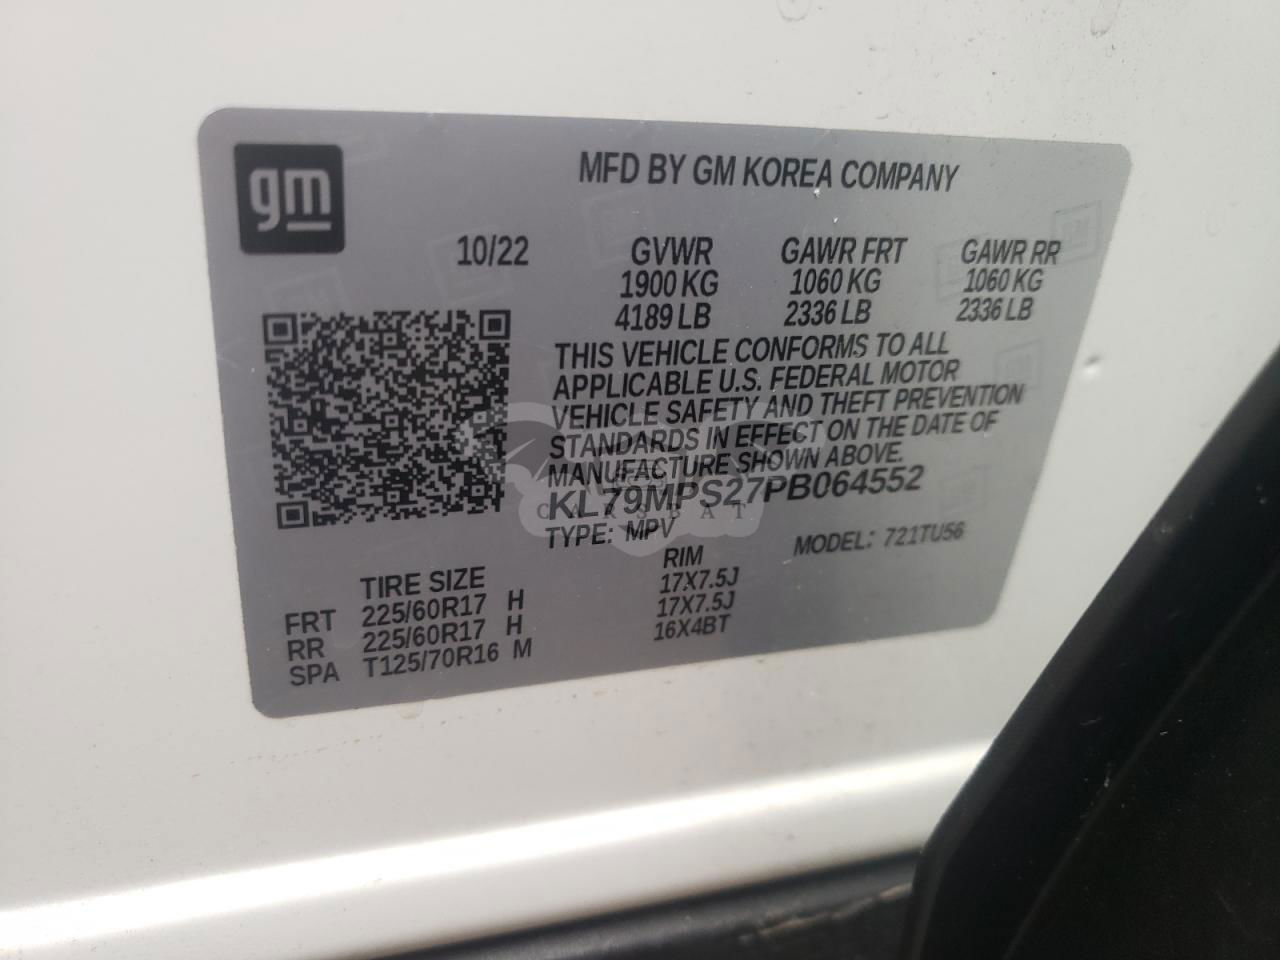 gm
MFD BY GM KOREA COMPANY
10/22 GVWR GAWR FRT GAWR RR
1900 KG 1060 KG 1060 KG
4189 LB 2336 LB 2336 LB
THIS VEHICLE CONFORMS TO ALL
APPLICABLE U.S. FEDERAL MOTOR
VEHICLE SAFETY AND THEFT PREVENTION
STANDARDS IN EFFECT ON THE DATE OF
MANUFACTURE SHOWN ABOVE.
KL79MPS27PB064552
CARSBAT
TYPE: MPV MODEL: 721TU56
TIRE SIZE RIM
FRT 225/60R17 H 17X7.5J
RR 225/60R17 H 17X7.5J
SPA T125/70R16 M 16X4BT